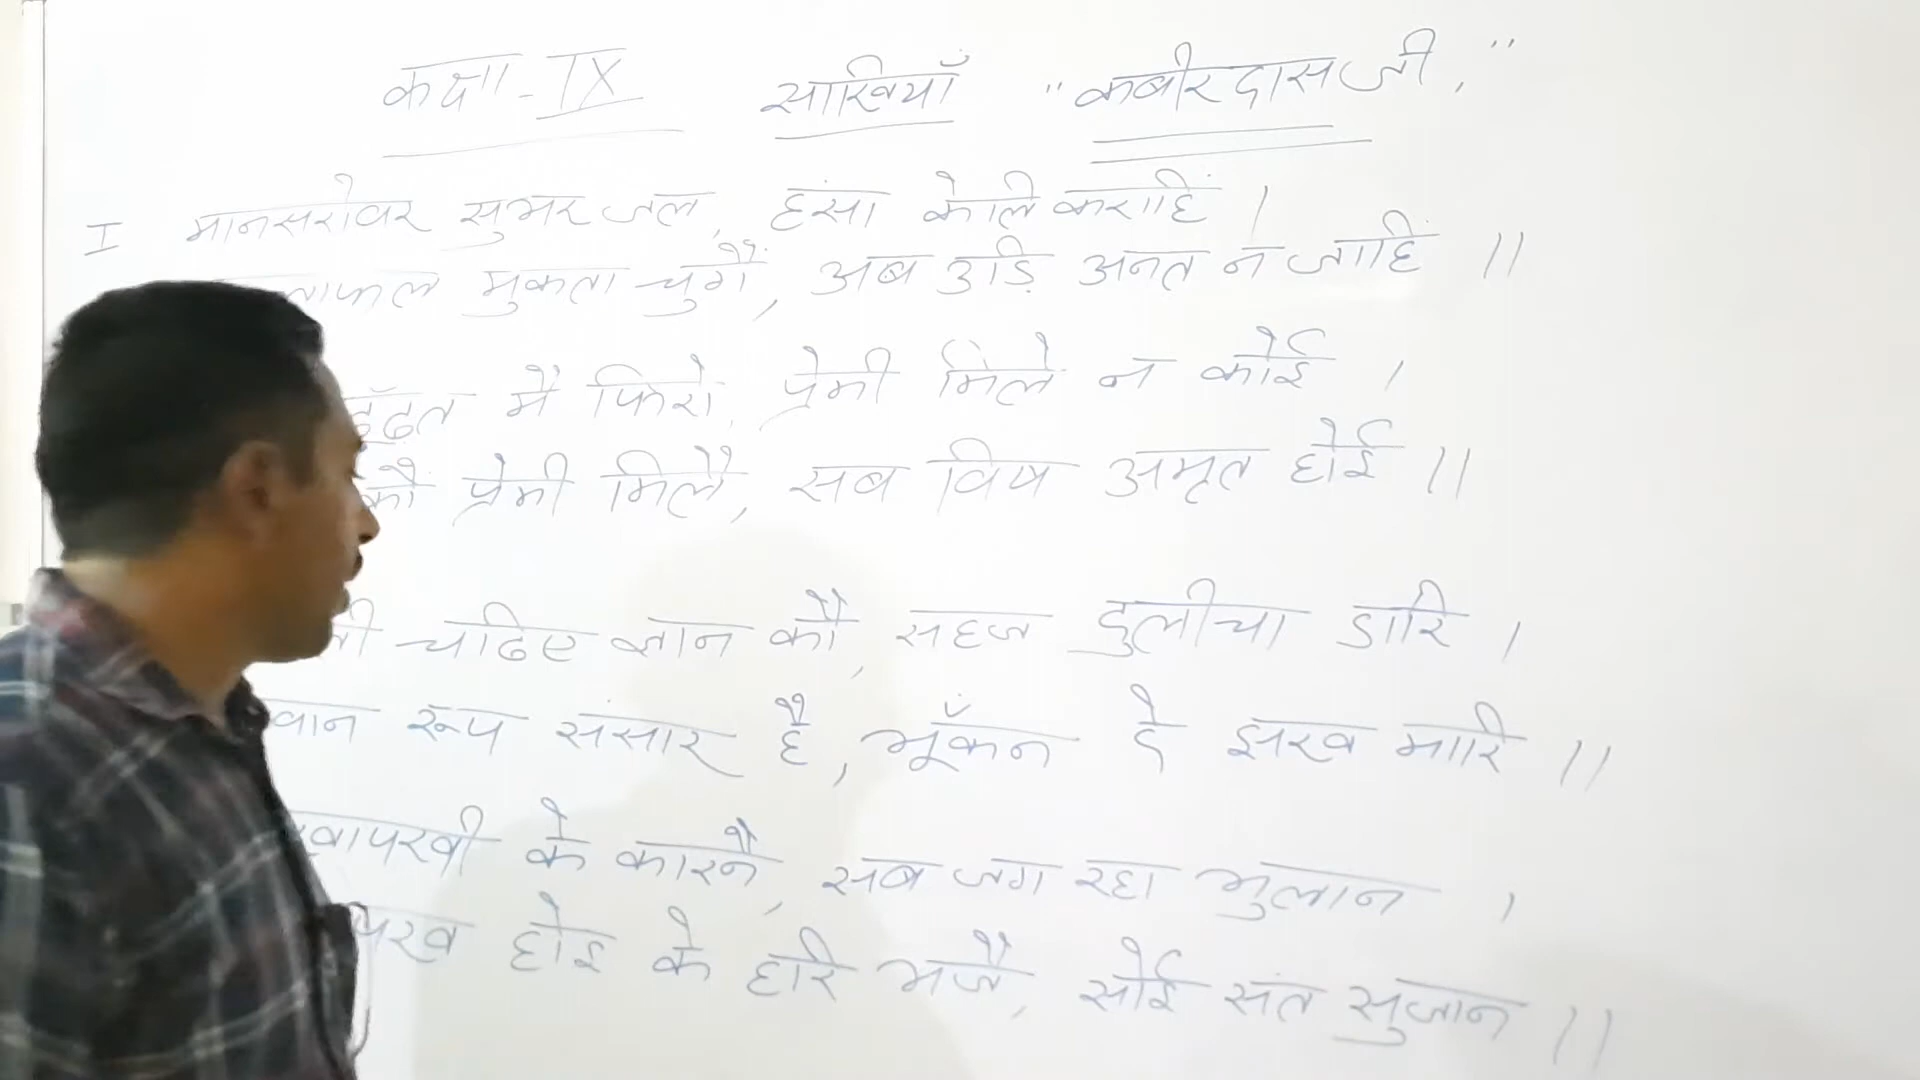 कक्षा - IX साखियाँ "कबीरदास जी."
I मानसरोवर सुभर जल, हंसा केलि कराहिं ।
मुकता चुगैं, अब उड़ि अनत न जाहिं ॥
ढूँढ़त मैं फिरो, प्रेमी मिले न कोई ।
कौं प्रेमी मिलै, सब विष अमृत होई ॥
चढ़िए ज्ञान कौ, सहज दुलीचा डारि ।
रूप संसार है, भूँकन दे झख मारि ॥
के कारनै, सब जग रहा भुलान ।
होइ के हरि भजै, सोई संत सुजान ॥